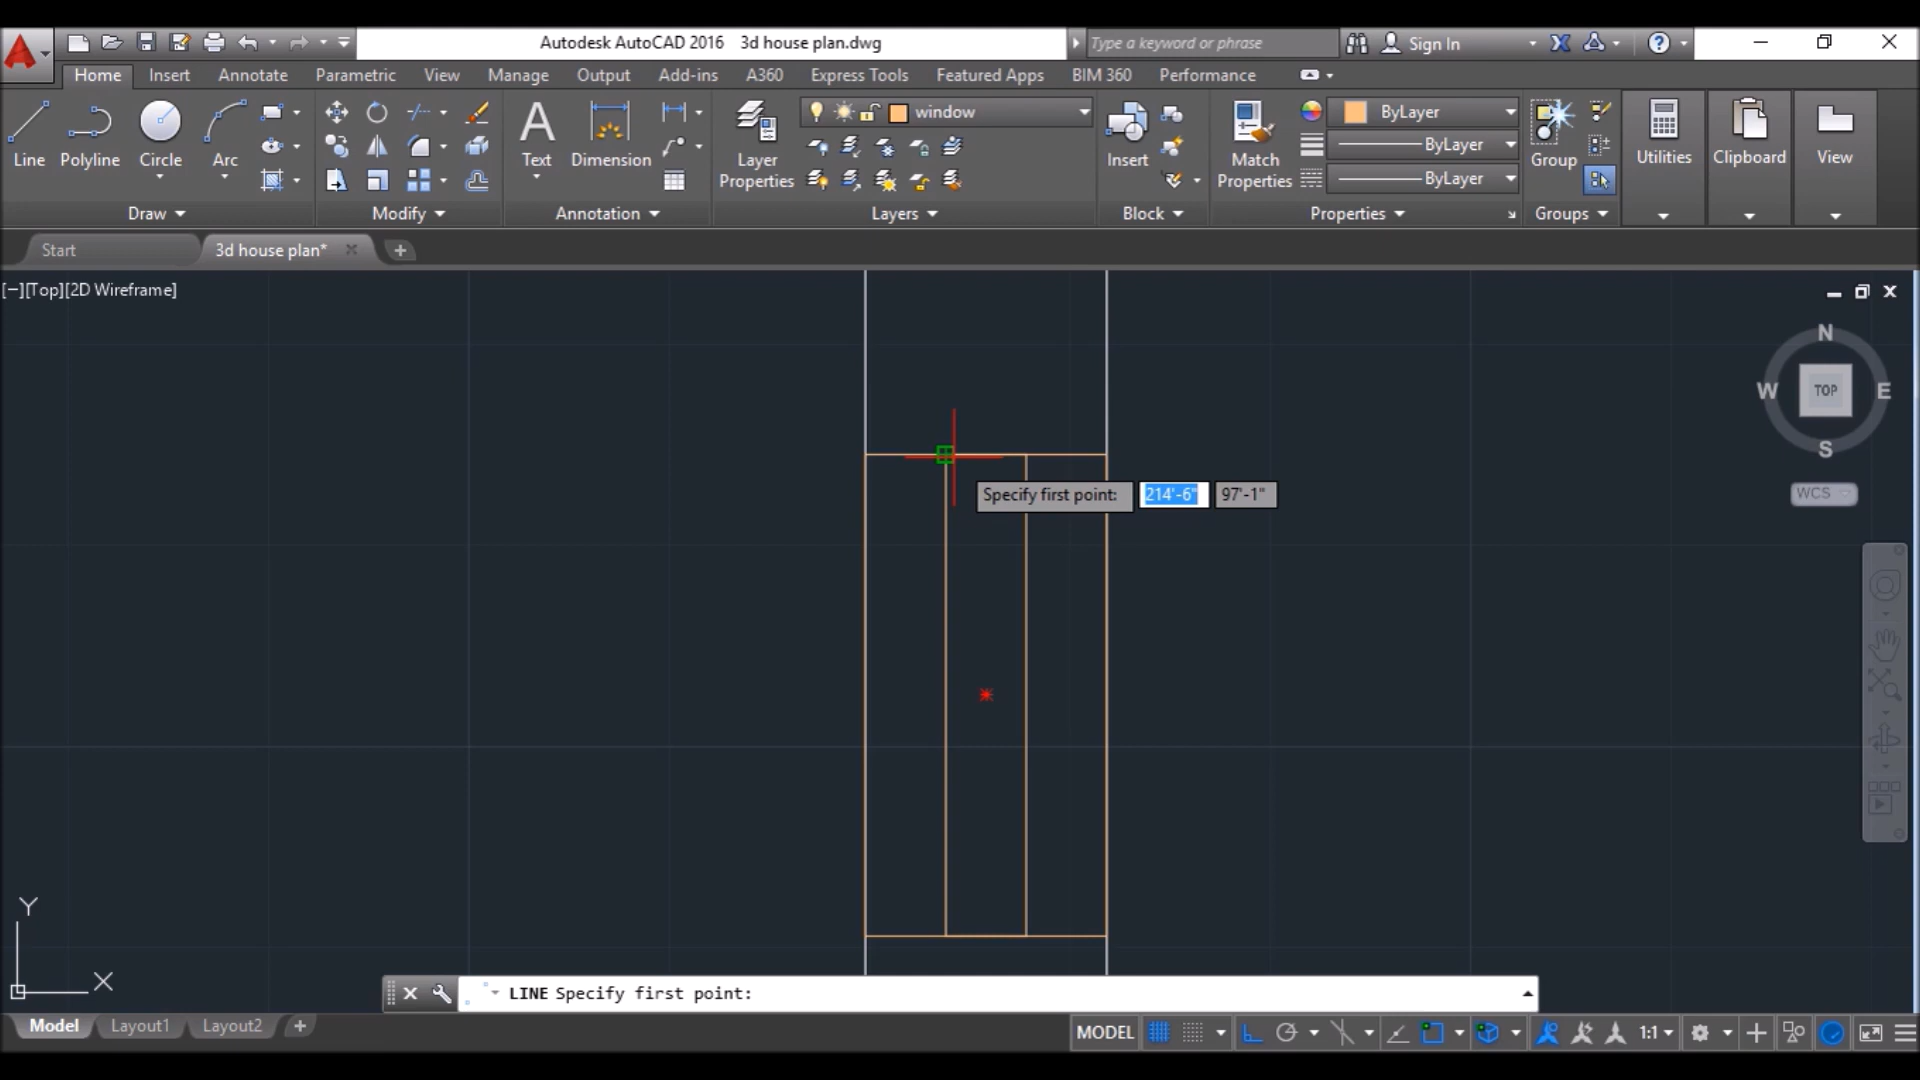 Autodesk AutoCAD 2016 3d house plan.dwg
Type a keyword or phrase
Sign In
Home Insert Annotate Parametric View Manage Output Add-ins A360 Express Tools Featured Apps BIM 360 Performance
window
ByLayer
ByLayer
ByLayer
Line Polyline Circle Arc
Text Dimension
Layer Properties
Insert
Match Properties
Group
Utilities
Clipboard
View
Draw Modify Annotation Layers Block Properties Groups
Start 3d house plan*
[−][Top][2D Wireframe]
N
W TOP E
S
WCS
Specify first point: 214'-6" 97'-1"
Y
X
LINE Specify first point:
Model Layout1 Layout2
MODEL 1:1